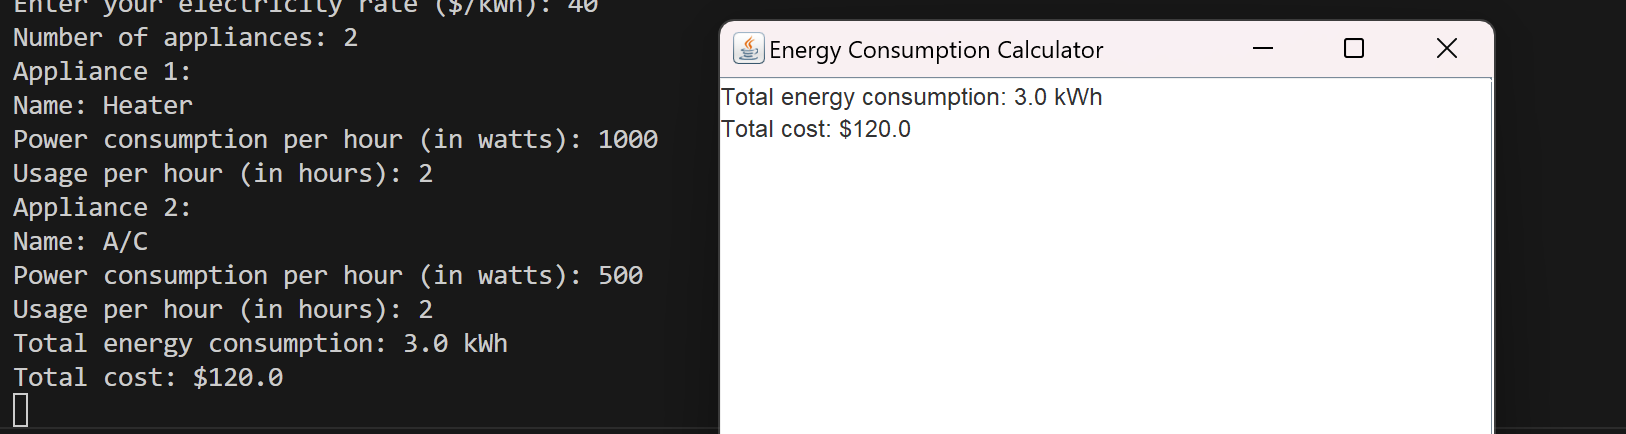 Enter your electricity rate ($/kWh): 40
Number of appliances: 2
Appliance 1:
Name: Heater
Power consumption per hour (in watts): 1000
Usage per hour (in hours): 2
Appliance 2:
Name: A/C
Power consumption per hour (in watts): 500
Usage per hour (in hours): 2
Total energy consumption: 3.0 kWh
Total cost: $120.0
Energy Consumption Calculator
Total energy consumption: 3.0 kWh
Total cost: $120.0